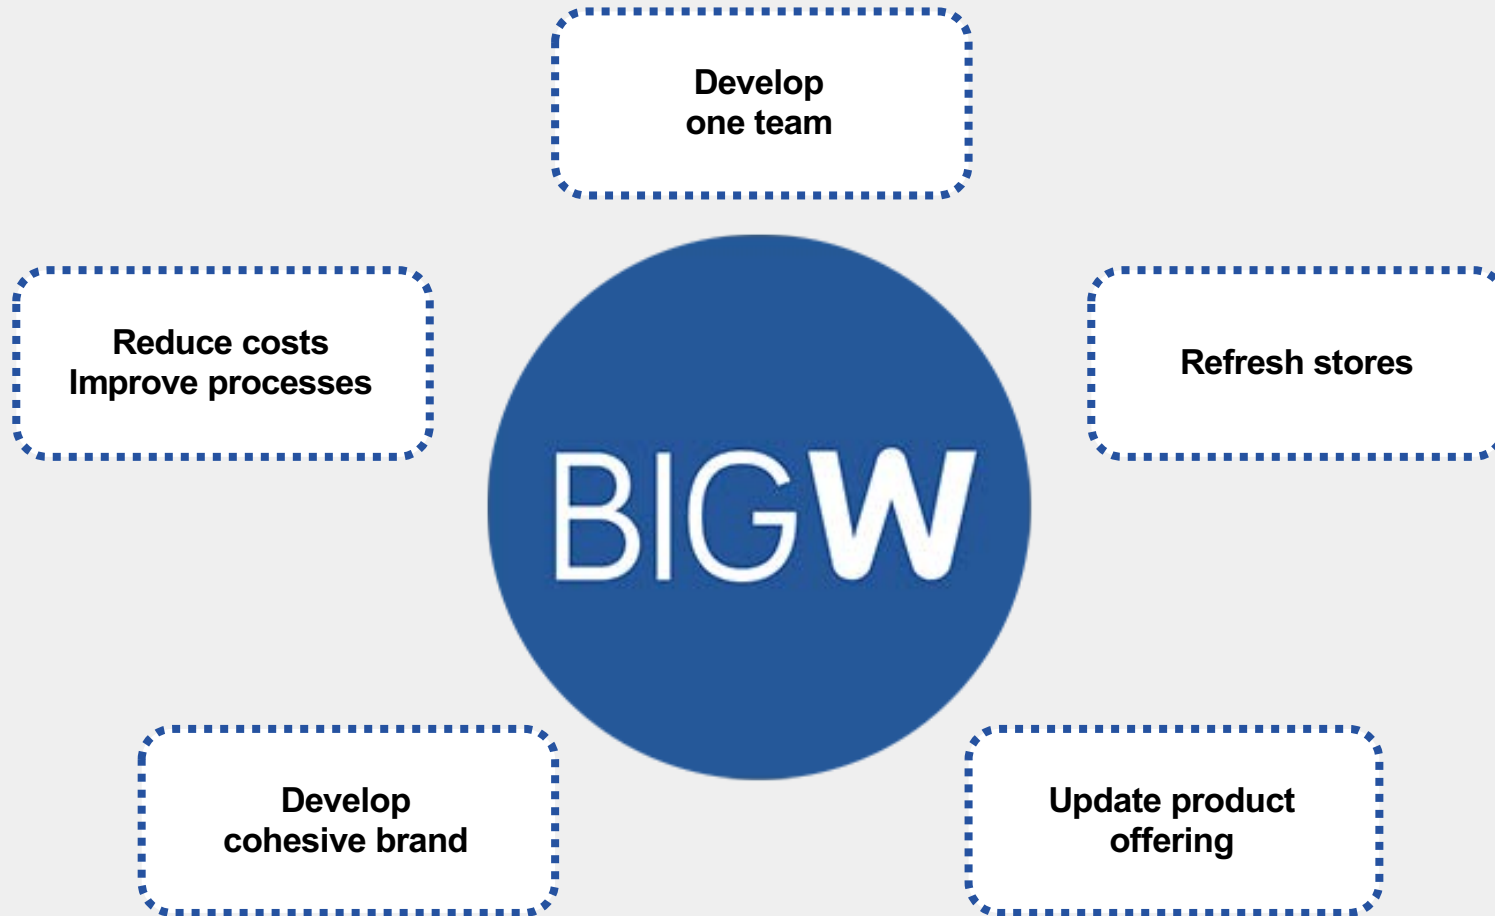 Develop
one team
Reduce costs
Improve processes
Refresh stores
BIGW
Develop
cohesive brand
Update product
offering